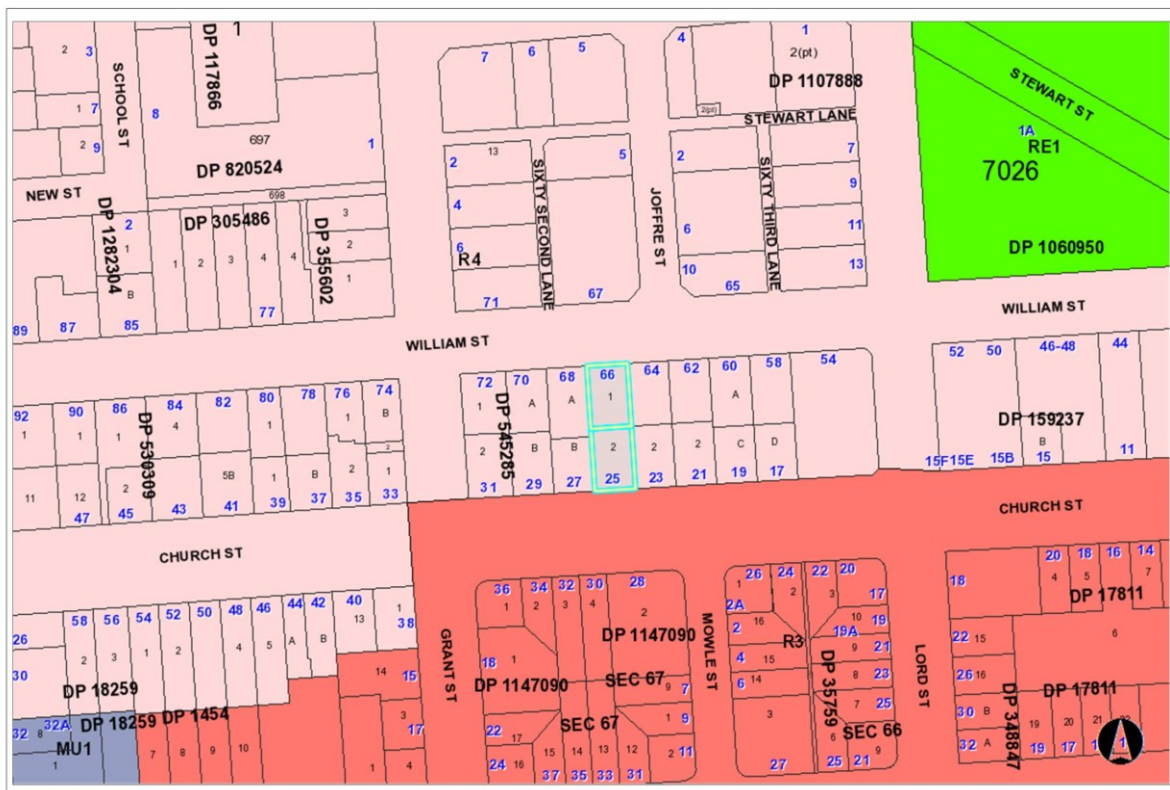 2 3
1 7
2 9
SCHOOL ST
8
DP 117866
1
697
DP 820524
1
698
NEW ST
7 6 5
4
1
2(pt)
DP 1107888
2(pt)
STEWART LANE
STEWART ST
1A
RE1
7026
DP 1060950
2 13
4
6
R4
71
SIXTY SECOND LANE
5
67
JOFFRE ST
2
6
10
65
SIXTY THIRD LANE
7
9
11
13
DP 1282304
2
1
B
DP 305486
1 2 3 4 4
77
DP 355602
3
2
1
89 87 85
WILLIAM ST
WILLIAM ST
92 90 86 84 82 80 78 76 74
1 1 1 4 1 1 B
DP 530309
2
11 12 2 5B 1 B 2 1
47 45 43 41 39 37 35 33
72 70 68 66 64 62 60 58 54
1 A A 1 A
DP 545285
2 B B 2 2 2 C D
31 29 27 25 23 21 19 17
52 50 46-48 44
DP 159237
B
15F 15E 15B 15 11
CHURCH ST
CHURCH ST
26
30
58 56 54 52 50 48 46 44 42 40 1
38
2 3 1 2 4 5 A B 13
DP 18259
14 15
32 8 32A DP 18259 DP 1454
3 17
MU1
1
7 8 9 10 1 4
GRANT ST
36 34 32 30 28
1 2 3 4 2
DP 1147090
18 1
DP 1147090 SEC 67
9 7
22 SEC 67 1 9
17
24 16 15 14 13 12 2 11
37 35 33 31
MOWLE ST
26 24 22 20
1 2 3 17
2A
2 16 10 19
19A
R3
4 15 9 21
6 14 8 23
DP 35759
3 7 25
6 SEC 66
9
27 25 21
LORD ST
18
20 18 16 14
4 5 7
DP 17811
22 15 6
26 16
DP 17811
30 B
DP 348847
32 A
19 20 21
19 17